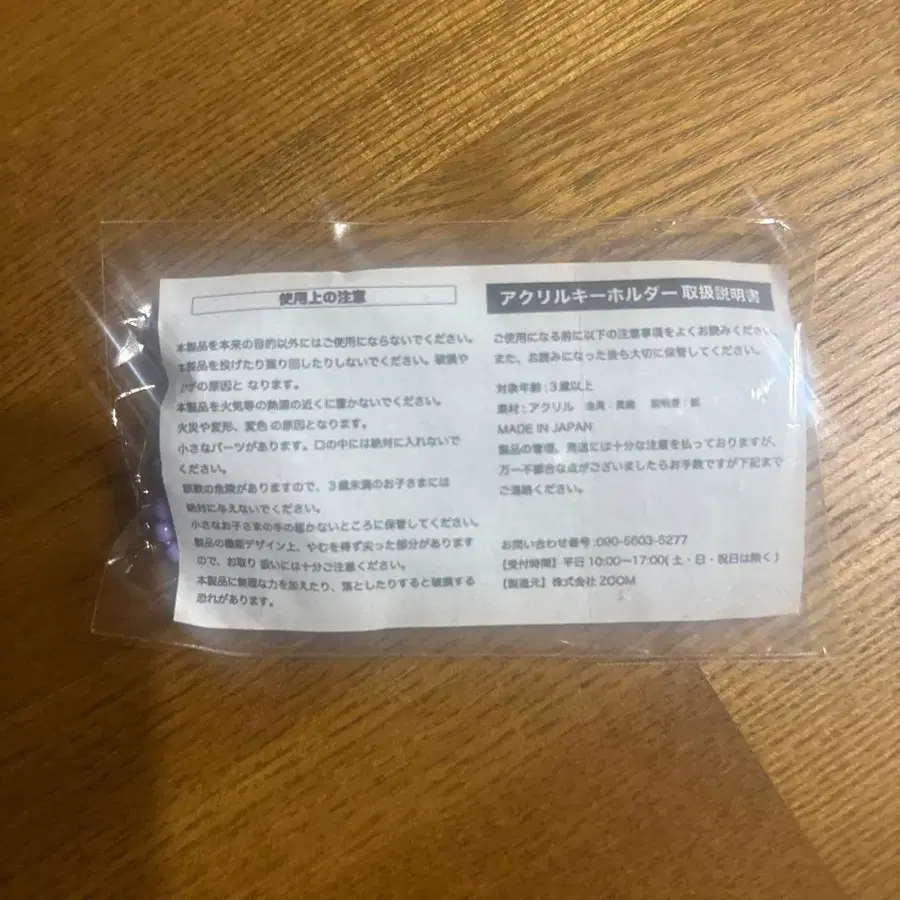 使用上の注意
本製品を本来の目的以外にはご使用にならないでください。
本製品を投げたり振り回したりしないでください。破損や
の原因と なります。
本製品を火気等の熱源の近くに置かないでください。
火災や変形、変色 の原因となります。
小さなパーツがあります。口の中には絶対に入れないで
ください。
誤飲の危険がありますので、3歳未満のお子さまには
絶対に与えないでください。
小さなお子さまの手の届かないところに保管してください。
製品の機能デザイン上、やむを得ず尖った部分があります
ので、お取り 扱いには十分ご注意ください。
本製品に無理な力を加えたり、落としたりすると破損する
恐れがあります。
アクリルキーホルダー 取扱説明書
ご使用になる前に以下の注意事項をよくお読みください。
また、お読みになった後も大切に保管してください。
対象年齢:3歳以上
素材:アクリル 金具:真鍮 説明書:紙
MADE IN JAPAN
製品の管理、発送には十分な注意を払っておりますが、
万一不都合な点がございましたらお手数ですが下記まで
ご連絡ください。
お問い合わせ番号:090-5603-5277
【受付時間】平日 10:00〜17:00(土・日・祝日は除く)
【製造元】株式会社 ZOOM